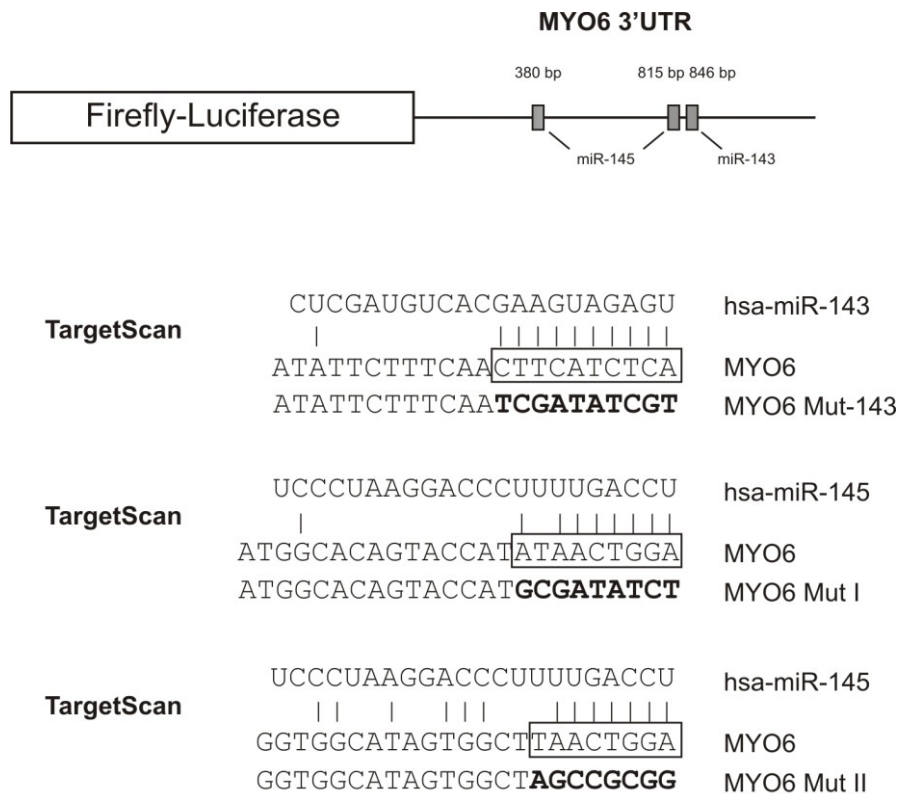 MYO6 3'UTR
380 bp 815 bp 846 bp
Firefly-Luciferase
miR-145 miR-143
CUCGAUGUCACGAAGUAGAGU hsa-miR-143
TargetScan
ATATTCTTTCAACTTCATCTCA MYO6
ATATTCTTTCAATCGATATCGT MYO6 Mut-143
UCCCUAAGGACCCUUUUGACCU hsa-miR-145
TargetScan
ATGGCACAGTACCATATAACTGGA MYO6
ATGGCACAGTACCATGCGATATCT MYO6 Mut I
UCCCUAAGGACCCUUUUGACCU hsa-miR-145
TargetScan
GGTGGCATAGTGGCTTAACTGGA MYO6
GGTGGCATAGTGGCTAGCCGCGG MYO6 Mut II